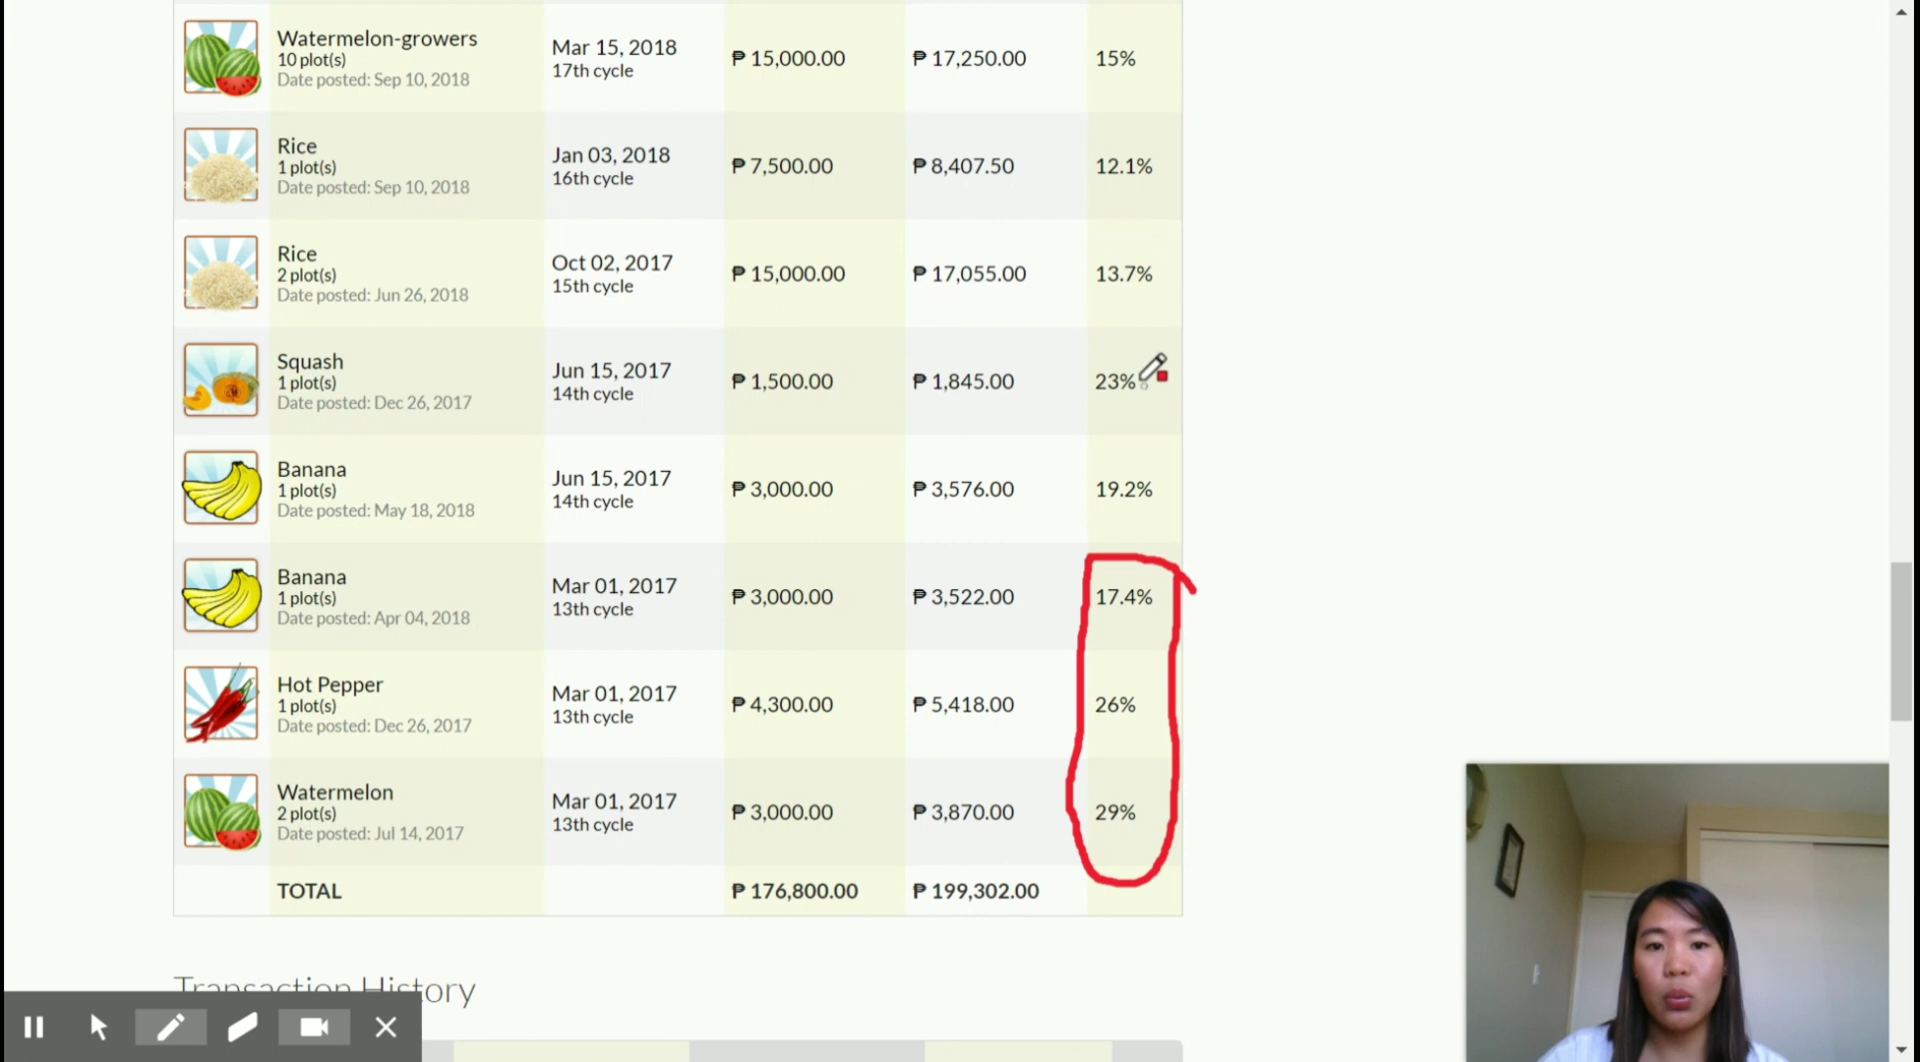 Watermelon-growers
10 plot(s)
Date posted: Sep 10, 2018
Mar 15, 2018
17th cycle
₱ 15,000.00
₱ 17,250.00
15%
Rice
1 plot(s)
Date posted: Sep 10, 2018
Jan 03, 2018
16th cycle
₱ 7,500.00
₱ 8,407.50
12.1%
Rice
2 plot(s)
Date posted: Jun 26, 2018
Oct 02, 2017
15th cycle
₱ 15,000.00
₱ 17,055.00
13.7%
Squash
1 plot(s)
Date posted: Dec 26, 2017
Jun 15, 2017
14th cycle
₱ 1,500.00
₱ 1,845.00
23%
Banana
1 plot(s)
Date posted: May 18, 2018
Jun 15, 2017
14th cycle
₱ 3,000.00
₱ 3,576.00
19.2%
Banana
1 plot(s)
Date posted: Apr 04, 2018
Mar 01, 2017
13th cycle
₱ 3,000.00
₱ 3,522.00
17.4%
Hot Pepper
1 plot(s)
Date posted: Dec 26, 2017
Mar 01, 2017
13th cycle
₱ 4,300.00
₱ 5,418.00
26%
Watermelon
2 plot(s)
Date posted: Jul 14, 2017
Mar 01, 2017
13th cycle
₱ 3,000.00
₱ 3,870.00
29%
TOTAL
₱ 176,800.00
₱ 199,302.00
Transaction History